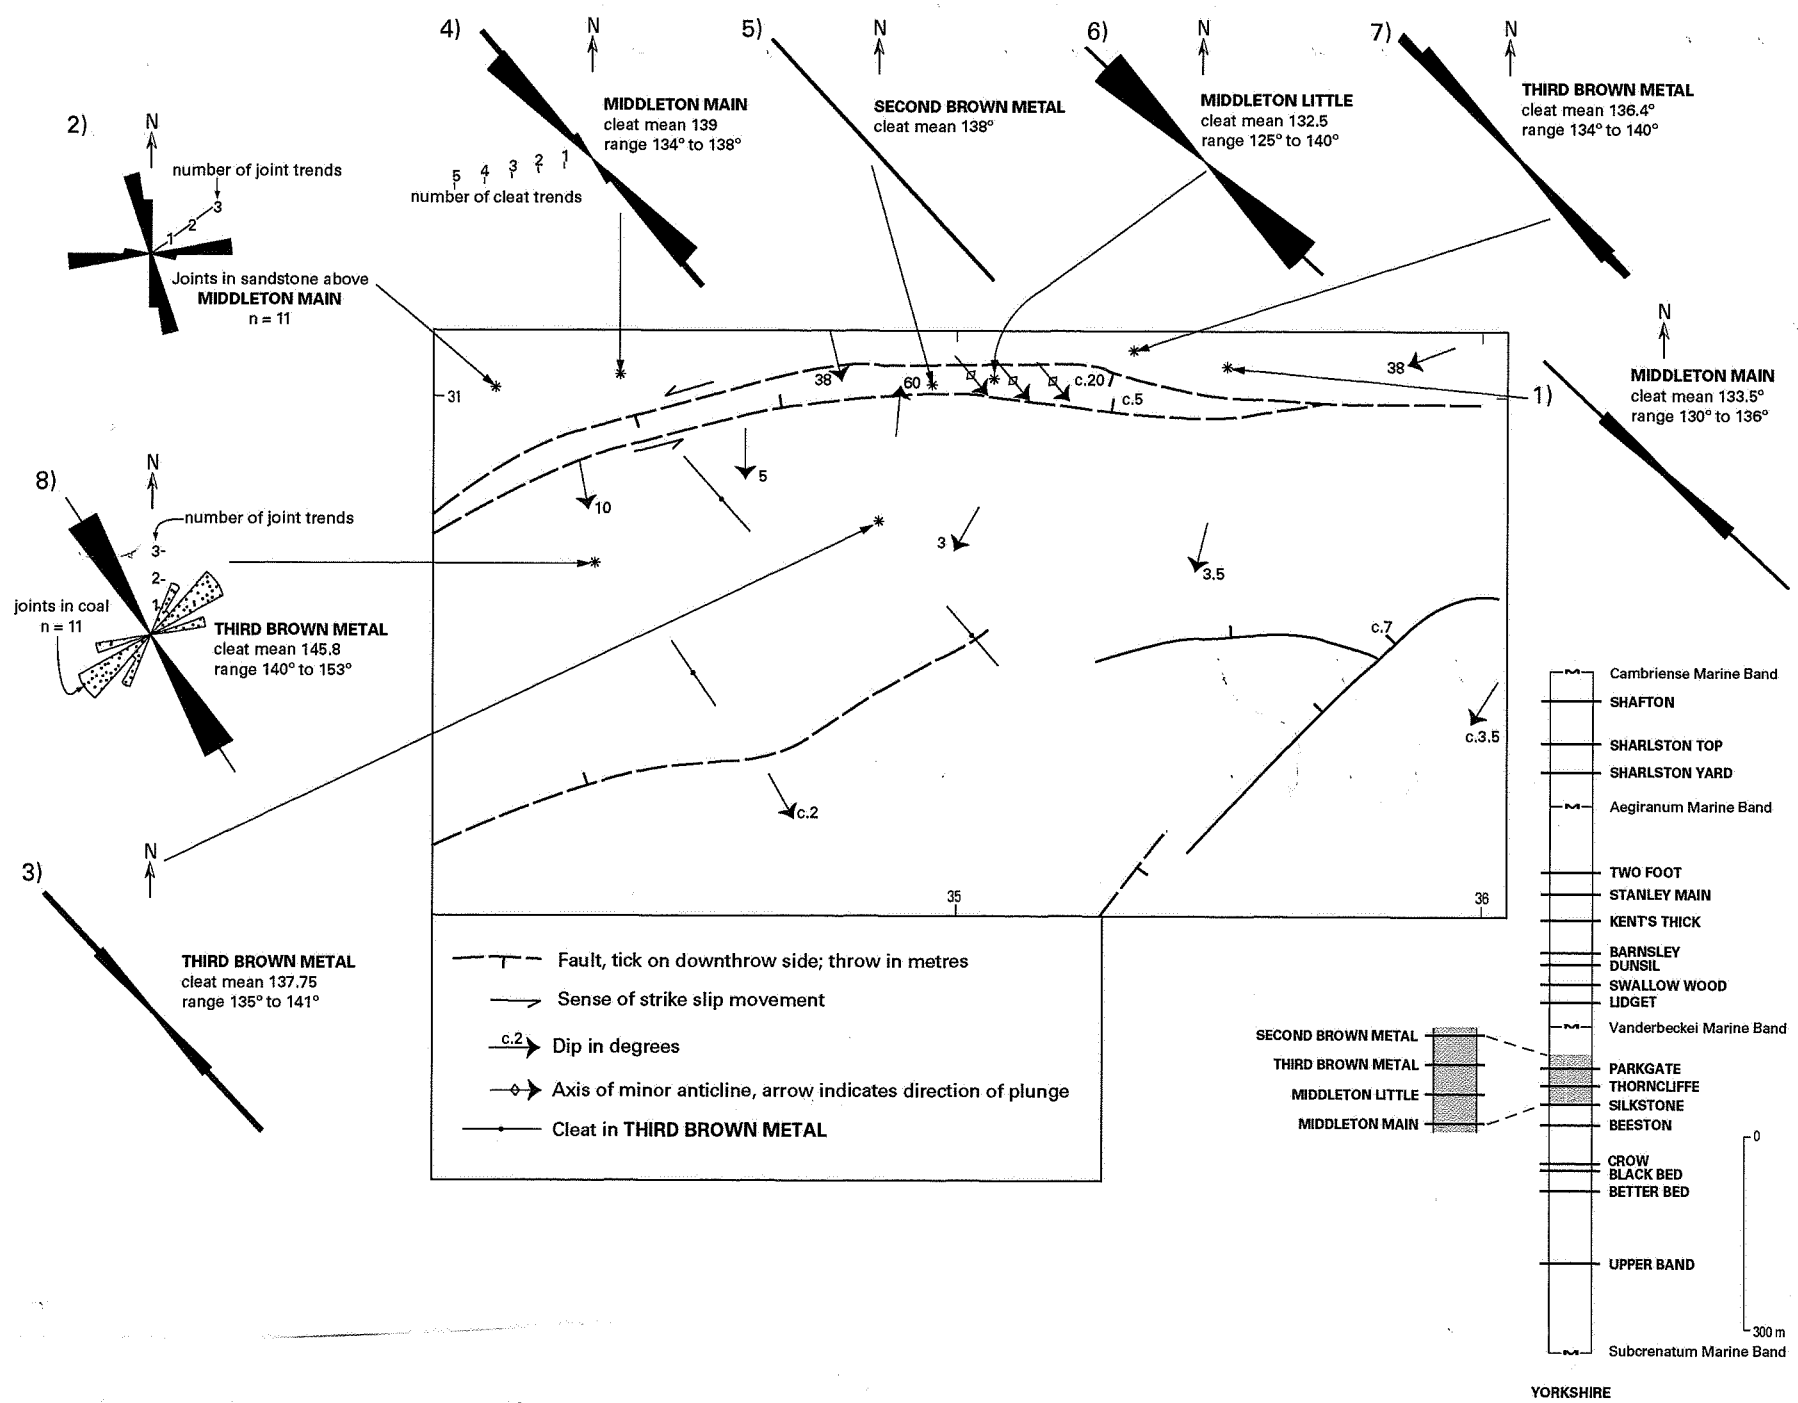 4)
N
MIDDLETON MAIN
cleat mean 139
range 134° to 138°
5 4 3 2 1
number of cleat trends
5)
N
SECOND BROWN METAL
cleat mean 138°
6)
N
MIDDLETON LITTLE
cleat mean 132.5
range 125° to 140°
7)
N
THIRD BROWN METAL
cleat mean 136.4°
range 134° to 140°
2)
N
number of joint trends
3
2
1
Joints in sandstone above
MIDDLETON MAIN
n = 11
1)
N
MIDDLETON MAIN
cleat mean 133.5°
range 130° to 136°
8)
N
number of joint trends
3-
2-
1
joints in coal
n = 11
THIRD BROWN METAL
cleat mean 145.8
range 140° to 153°
3)
N
THIRD BROWN METAL
cleat mean 137.75
range 135° to 141°
31
38
60
c.20
c.5
38
5
10
3
3.5
c.7
c.3.5
c.2
35
36
Fault, tick on downthrow side; throw in metres
Sense of strike slip movement
c.2
Dip in degrees
Axis of minor anticline, arrow indicates direction of plunge
Cleat in THIRD BROWN METAL
SECOND BROWN METAL
THIRD BROWN METAL
MIDDLETON LITTLE
MIDDLETON MAIN
M Cambriense Marine Band
SHAFTON
SHARLSTON TOP
SHARLSTON YARD
M Aegiranum Marine Band
TWO FOOT
STANLEY MAIN
KENT'S THICK
BARNSLEY
DUNSIL
SWALLOW WOOD
LIDGET
M Vanderbeckei Marine Band
PARKGATE
THORNCLIFFE
SILKSTONE
BEESTON
CROW
BLACK BED
BETTER BED
UPPER BAND
M Subcrenatum Marine Band
0
300 m
YORKSHIRE